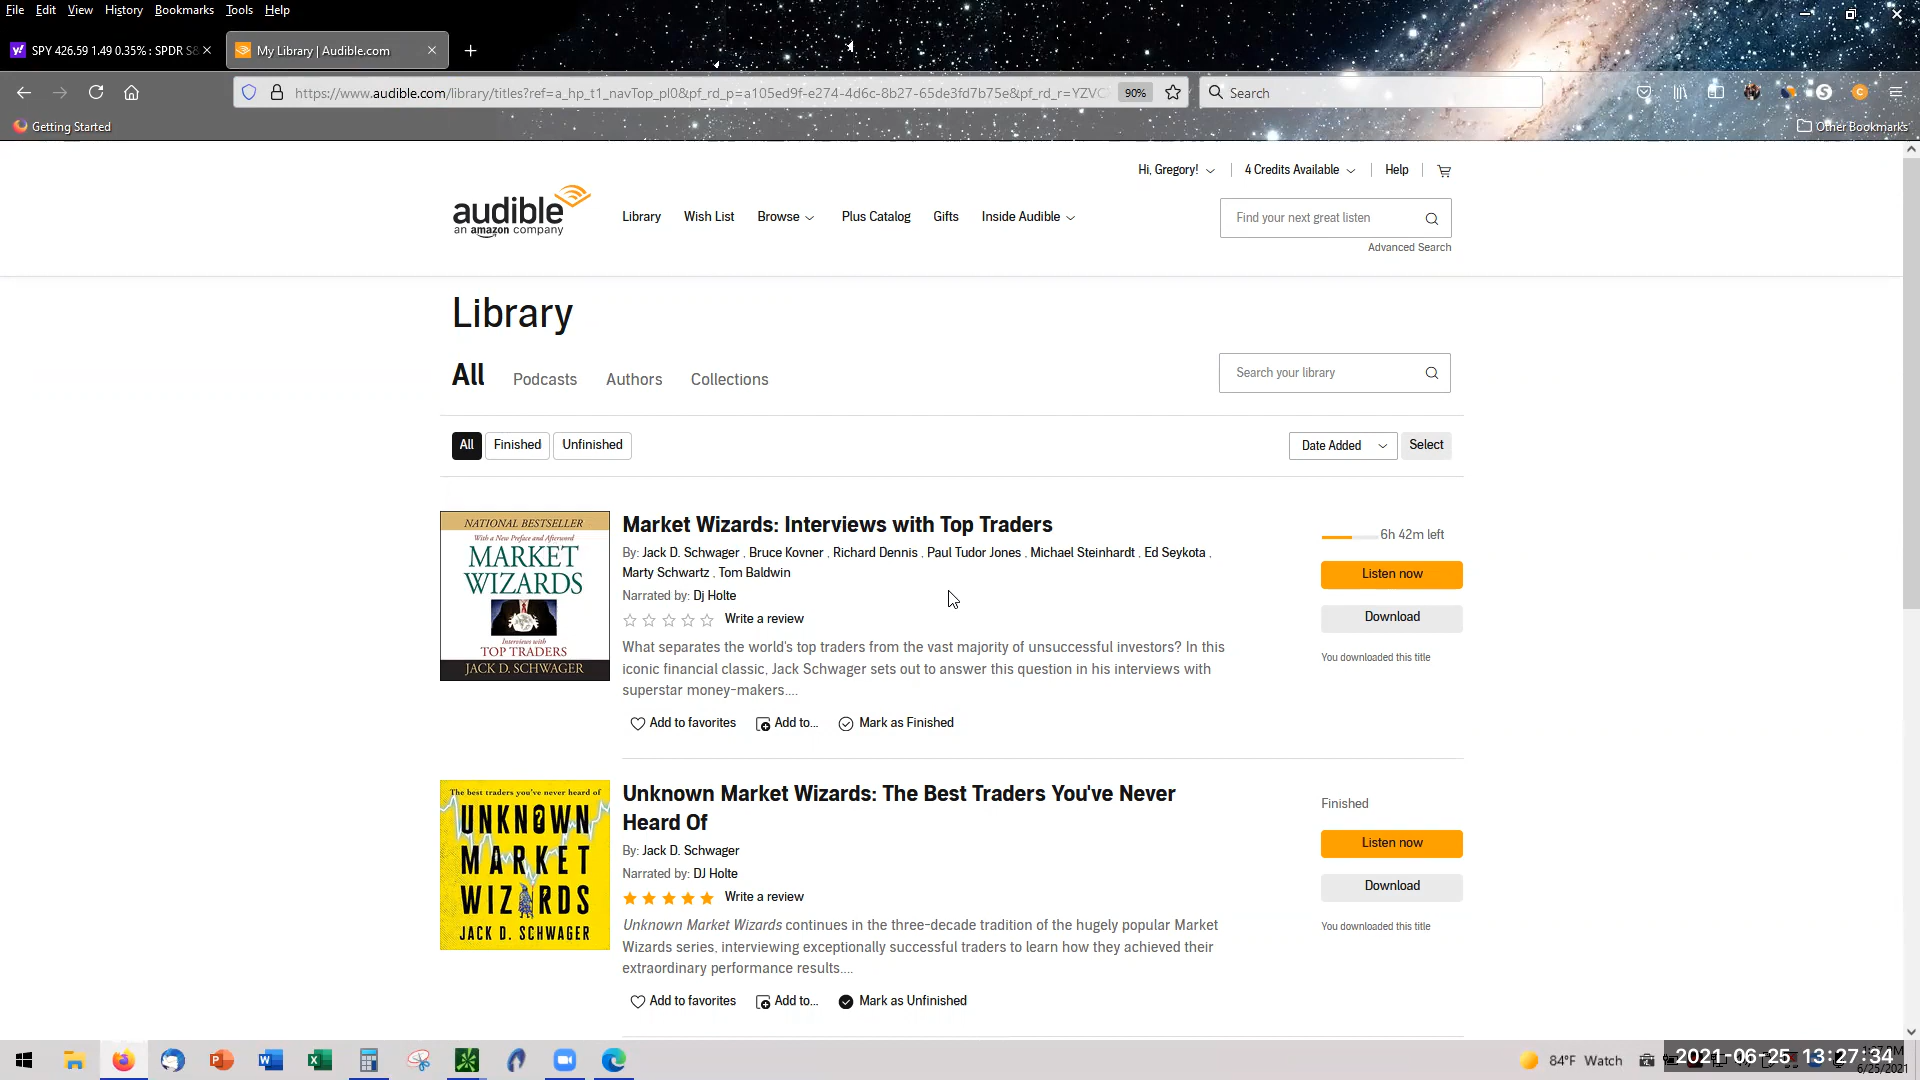 File Edit View History Bookmarks Tools Help
SPY 426.59 1.49 0.35% : SPDR S&
My Library | Audible.com
https://www.audible.com/library/titles?ref=a_hp_t1_navTop_pl0&pf_rd_p=a105ed9f-e274-4d6c-8b27-65de3fd7b75e&pf_rd_r=YZVC
90%
Search
Getting Started
Other Bookmarks
Hi, Gregory!
4 Credits Available
Help
audible
an amazon company
Library
Wish List
Browse
Plus Catalog
Gifts
Inside Audible
Find your next great listen
Advanced Search
Library
All
Podcasts
Authors
Collections
Search your library
All
Finished
Unfinished
Date Added
Select
NATIONAL BESTSELLER
With a New Preface and Afterword
MARKET
WIZARDS
Interviews with
TOP TRADERS
JACK D. SCHWAGER
Market Wizards: Interviews with Top Traders
By: Jack D. Schwager , Bruce Kovner , Richard Dennis , Paul Tudor Jones , Michael Steinhardt , Ed Seykota ,
Marty Schwartz , Tom Baldwin
Narrated by: Dj Holte
Write a review
What separates the world's top traders from the vast majority of unsuccessful investors? In this
iconic financial classic, Jack Schwager sets out to answer this question in his interviews with
superstar money-makers....
Add to favorites
Add to...
Mark as Finished
6h 42m left
Listen now
Download
You downloaded this title
The best traders you've never heard of
UNKNOWN
MARKET
WIZARDS
JACK D. SCHWAGER
Unknown Market Wizards: The Best Traders You've Never
Heard Of
By: Jack D. Schwager
Narrated by: DJ Holte
Write a review
Unknown Market Wizards continues in the three-decade tradition of the hugely popular Market
Wizards series, interviewing exceptionally successful traders to learn how they achieved their
extraordinary performance results....
Add to favorites
Add to...
Mark as Unfinished
Finished
Listen now
Download
You downloaded this title
84°F Watch
2021-06-25 13:27:34
6/25/2021